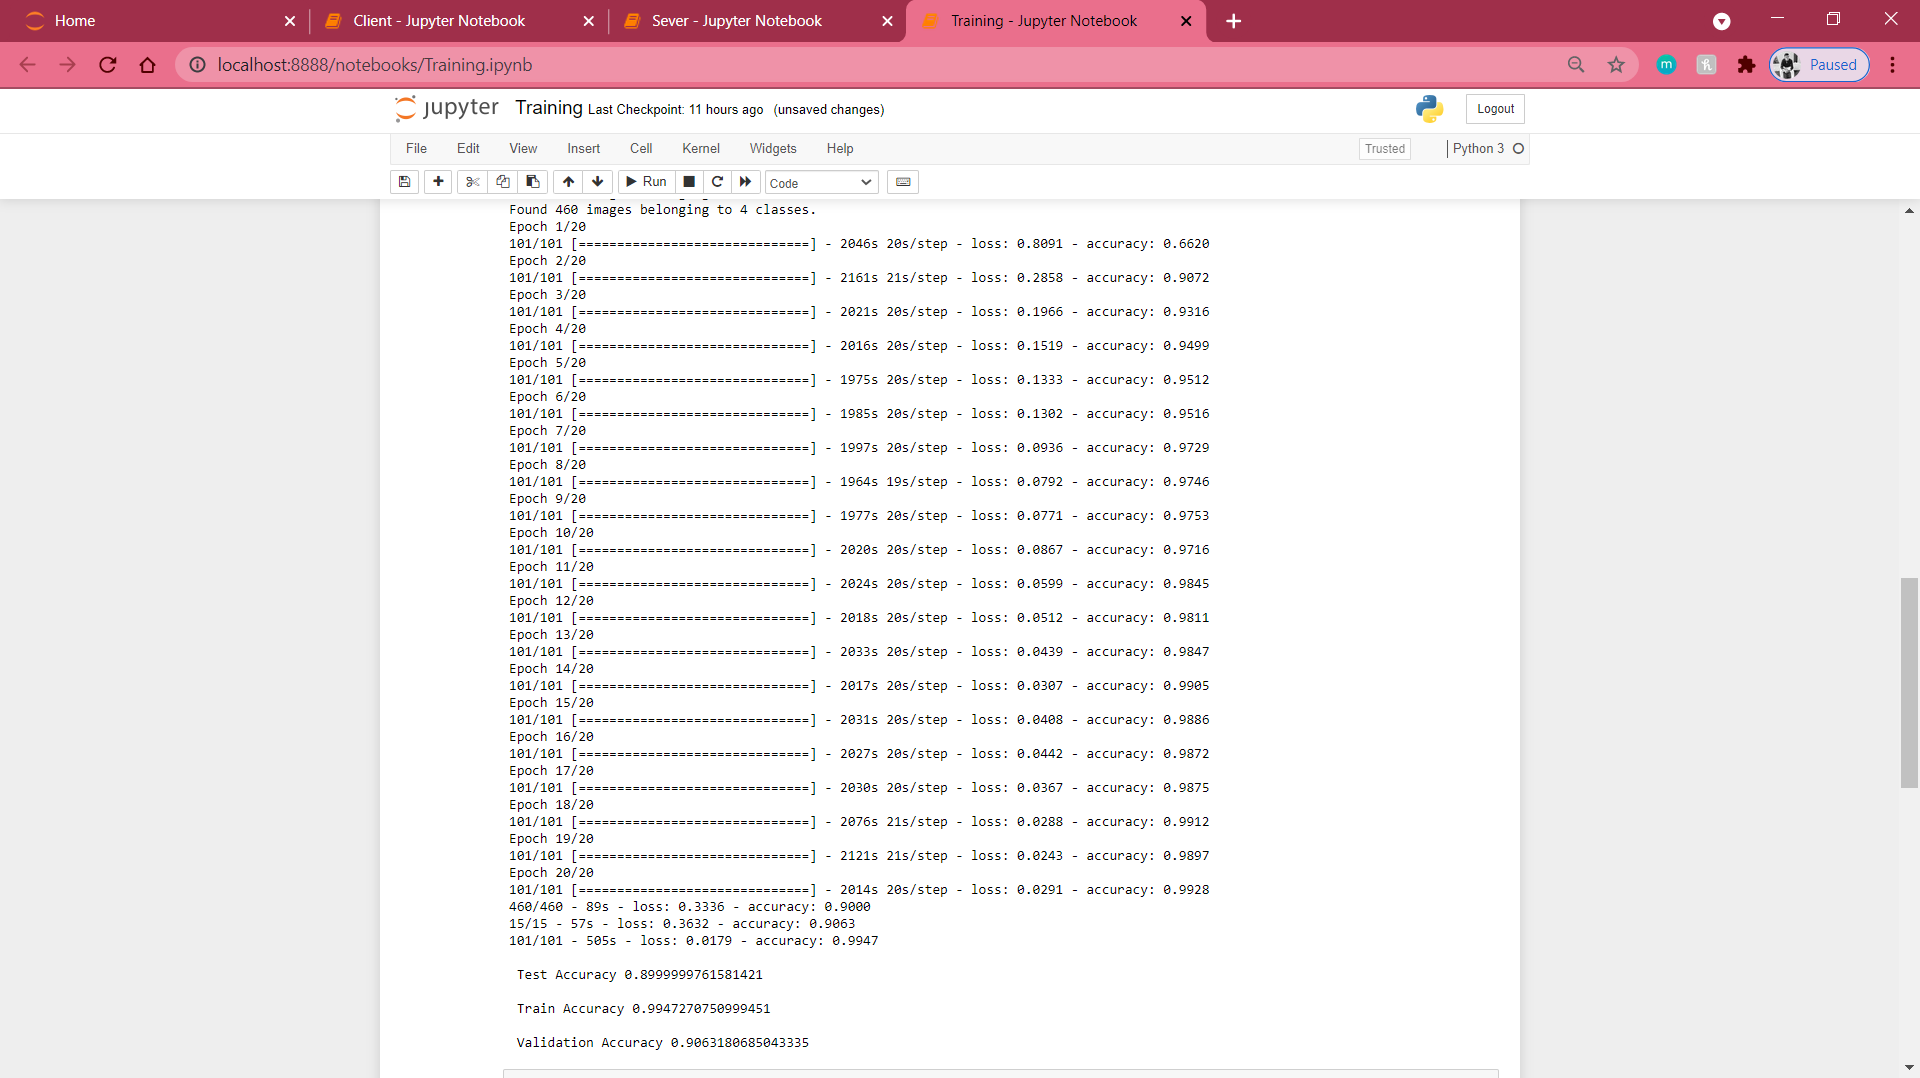 Home
Client - Jupyter Notebook
Sever - Jupyter Notebook
Training - Jupyter Notebook
localhost:8888/notebooks/Training.ipynb
m
Paused
jupyter Training Last Checkpoint: 11 hours ago (unsaved changes)
Logout
File Edit View Insert Cell Kernel Widgets Help
Trusted
Python 3
Run
Code
Found 460 images belonging to 4 classes.
Epoch 1/20
101/101 [==============================] - 2046s 20s/step - loss: 0.8091 - accuracy: 0.6620
Epoch 2/20
101/101 [==============================] - 2161s 21s/step - loss: 0.2858 - accuracy: 0.9072
Epoch 3/20
101/101 [==============================] - 2021s 20s/step - loss: 0.1966 - accuracy: 0.9316
Epoch 4/20
101/101 [==============================] - 2016s 20s/step - loss: 0.1519 - accuracy: 0.9499
Epoch 5/20
101/101 [==============================] - 1975s 20s/step - loss: 0.1333 - accuracy: 0.9512
Epoch 6/20
101/101 [==============================] - 1985s 20s/step - loss: 0.1302 - accuracy: 0.9516
Epoch 7/20
101/101 [==============================] - 1997s 20s/step - loss: 0.0936 - accuracy: 0.9729
Epoch 8/20
101/101 [==============================] - 1964s 19s/step - loss: 0.0792 - accuracy: 0.9746
Epoch 9/20
101/101 [==============================] - 1977s 20s/step - loss: 0.0771 - accuracy: 0.9753
Epoch 10/20
101/101 [==============================] - 2020s 20s/step - loss: 0.0867 - accuracy: 0.9716
Epoch 11/20
101/101 [==============================] - 2024s 20s/step - loss: 0.0599 - accuracy: 0.9845
Epoch 12/20
101/101 [==============================] - 2018s 20s/step - loss: 0.0512 - accuracy: 0.9811
Epoch 13/20
101/101 [==============================] - 2033s 20s/step - loss: 0.0439 - accuracy: 0.9847
Epoch 14/20
101/101 [==============================] - 2017s 20s/step - loss: 0.0307 - accuracy: 0.9905
Epoch 15/20
101/101 [==============================] - 2031s 20s/step - loss: 0.0408 - accuracy: 0.9886
Epoch 16/20
101/101 [==============================] - 2027s 20s/step - loss: 0.0442 - accuracy: 0.9872
Epoch 17/20
101/101 [==============================] - 2030s 20s/step - loss: 0.0367 - accuracy: 0.9875
Epoch 18/20
101/101 [==============================] - 2076s 21s/step - loss: 0.0288 - accuracy: 0.9912
Epoch 19/20
101/101 [==============================] - 2121s 21s/step - loss: 0.0243 - accuracy: 0.9897
Epoch 20/20
101/101 [==============================] - 2014s 20s/step - loss: 0.0291 - accuracy: 0.9928
460/460 - 89s - loss: 0.3336 - accuracy: 0.9000
15/15 - 57s - loss: 0.3632 - accuracy: 0.9063
101/101 - 505s - loss: 0.0179 - accuracy: 0.9947
Test Accuracy 0.8999999761581421
Train Accuracy 0.9947270750999451
Validation Accuracy 0.9063180685043335